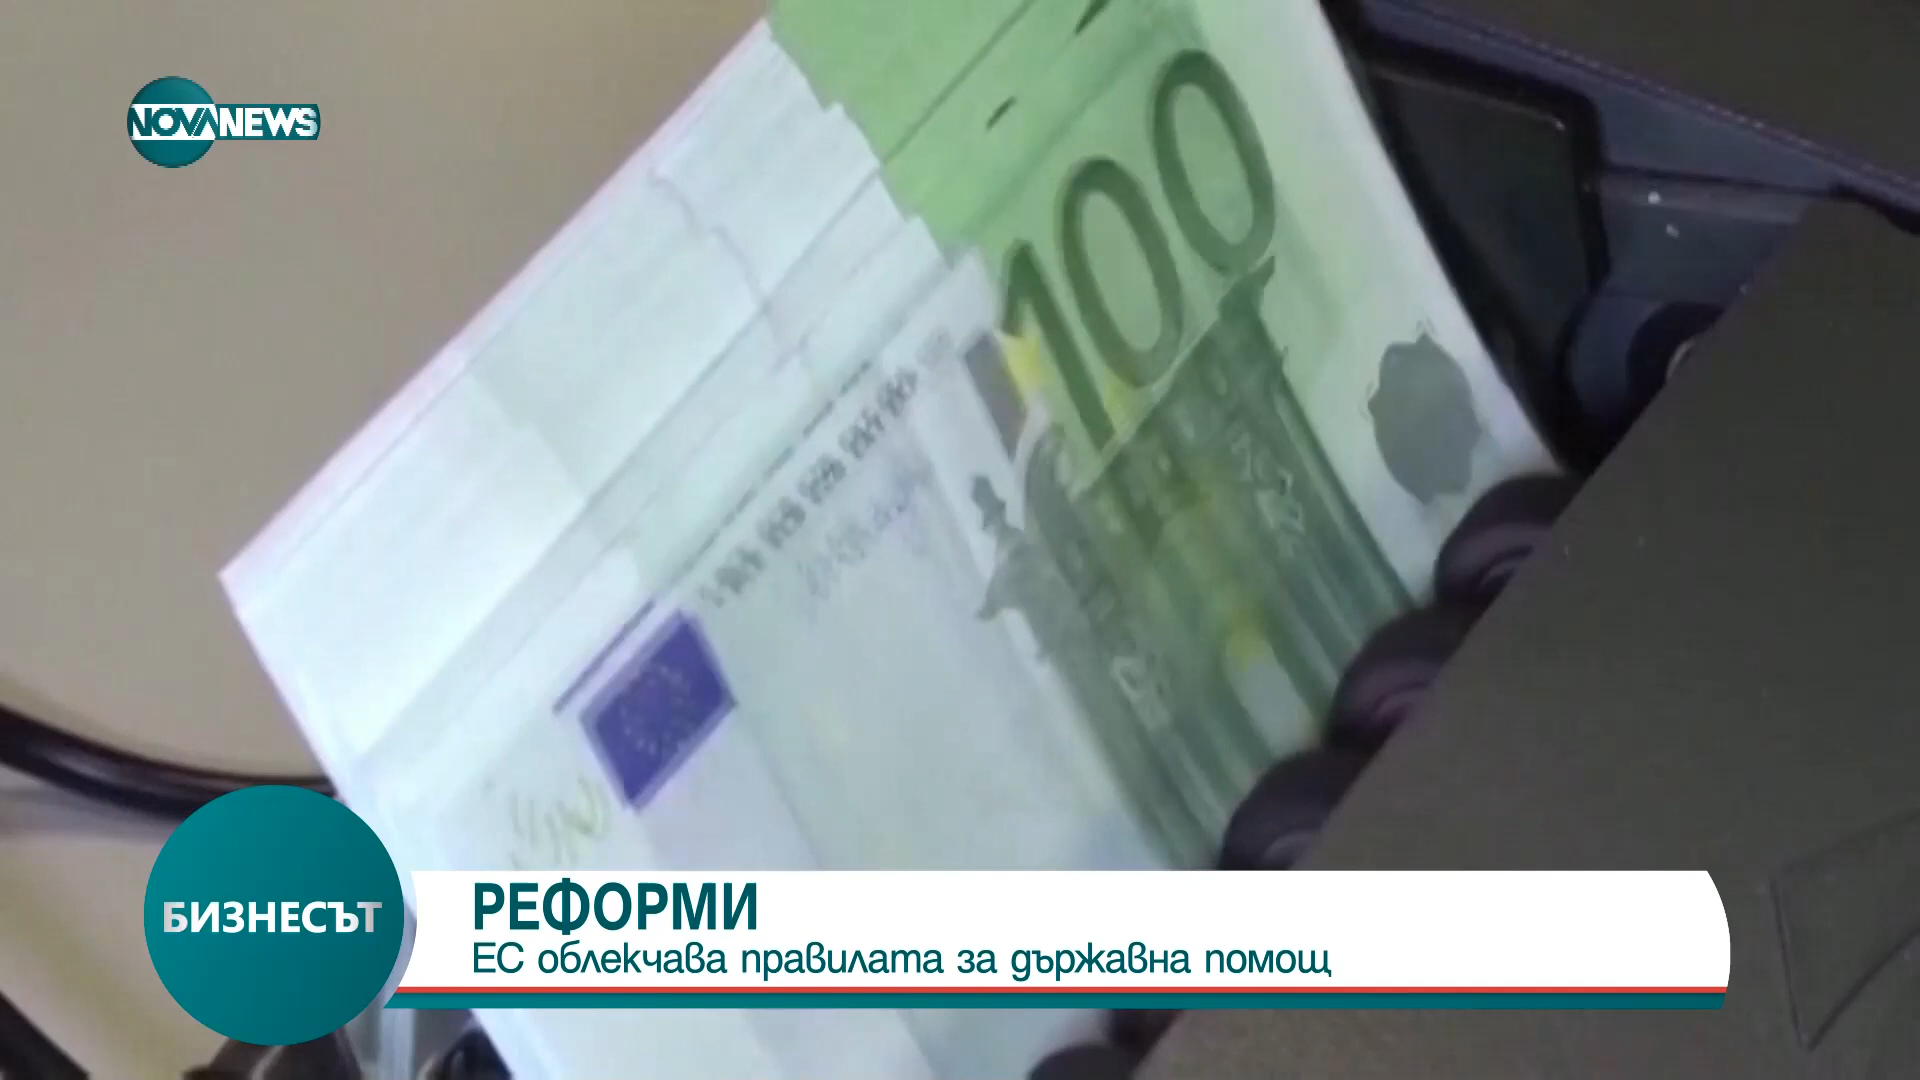 NOVANEWS
100
БИЗНЕСЪТ
РЕФОРМИ
ЕС облекчава правилата за държавна помощ